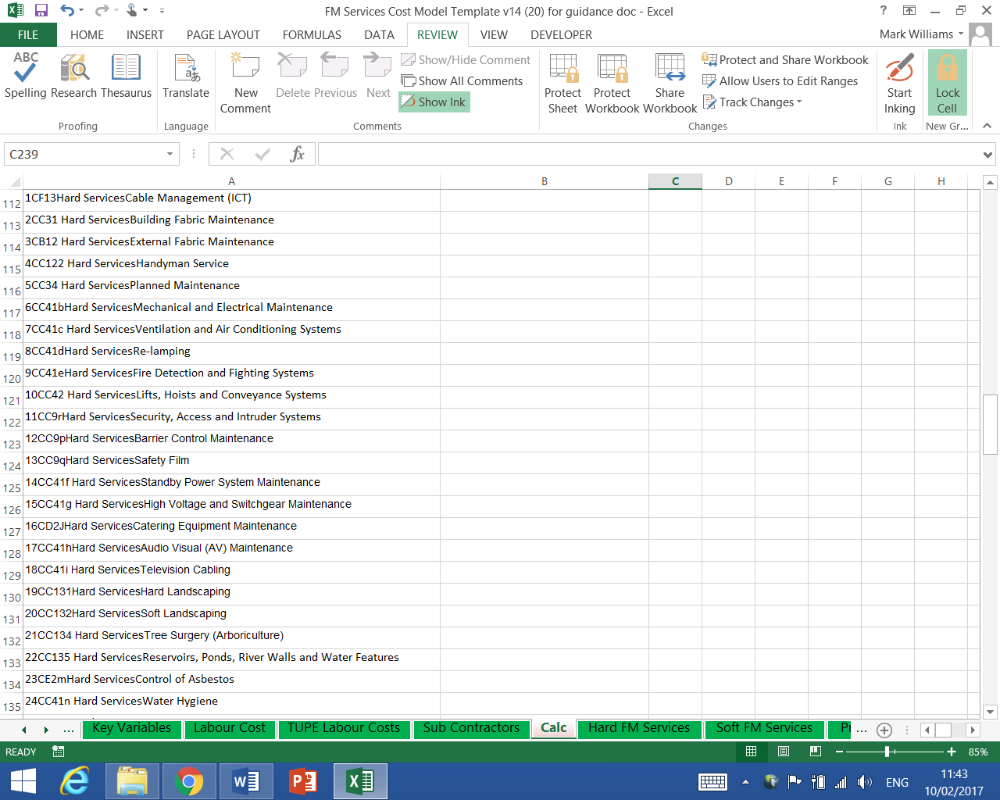 FM Services Cost Model Template v14 (20) for guidance doc - Excel
?
FILE HOME INSERT PAGE LAYOUT FORMULAS DATA REVIEW VIEW DEVELOPER Mark Williams
ABC
Spelling Research Thesaurus
Proofing
Translate
Language
New Comment
Delete Previous Next
Show/Hide Comment
Show All Comments
Show Ink
Comments
Protect Sheet
Protect Workbook
Share Workbook
Protect and Share Workbook
Allow Users to Edit Ranges
Track Changes
Changes
Start Inking
Ink
Lock Cell
New Gr...
C239
fx
A B C D E F G H
112 1CF13Hard ServicesCable Management (ICT)
113 2CC31 Hard ServicesBuilding Fabric Maintenance
114 3CB12 Hard ServicesExternal Fabric Maintenance
115 4CC122 Hard ServicesHandyman Service
116 5CC34 Hard ServicesPlanned Maintenance
117 6CC41bHard ServicesMechanical and Electrical Maintenance
118 7CC41c Hard ServicesVentilation and Air Conditioning Systems
119 8CC41dHard ServicesRe-lamping
120 9CC41eHard ServicesFire Detection and Fighting Systems
121 10CC42 Hard ServicesLifts, Hoists and Conveyance Systems
122 11CC9rHard ServicesSecurity, Access and Intruder Systems
123 12CC9pHard ServicesBarrier Control Maintenance
124 13CC9qHard ServicesSafety Film
125 14CC41f Hard ServicesStandby Power System Maintenance
126 15CC41g Hard ServicesHigh Voltage and Switchgear Maintenance
127 16CD2JHard ServicesCatering Equipment Maintenance
128 17CC41hHard ServicesAudio Visual (AV) Maintenance
129 18CC41i Hard ServicesTelevision Cabling
130 19CC131Hard ServicesHard Landscaping
131 20CC132Hard ServicesSoft Landscaping
132 21CC134 Hard ServicesTree Surgery (Arboriculture)
133 22CC135 Hard ServicesReservoirs, Ponds, River Walls and Water Features
134 23CE2mHard ServicesControl of Asbestos
135 24CC41n Hard ServicesWater Hygiene
... Key Variables Labour Cost TUPE Labour Costs Sub Contractors Calc Hard FM Services Soft FM Services ...
READY 85%
ENG
11:43
10/02/2017